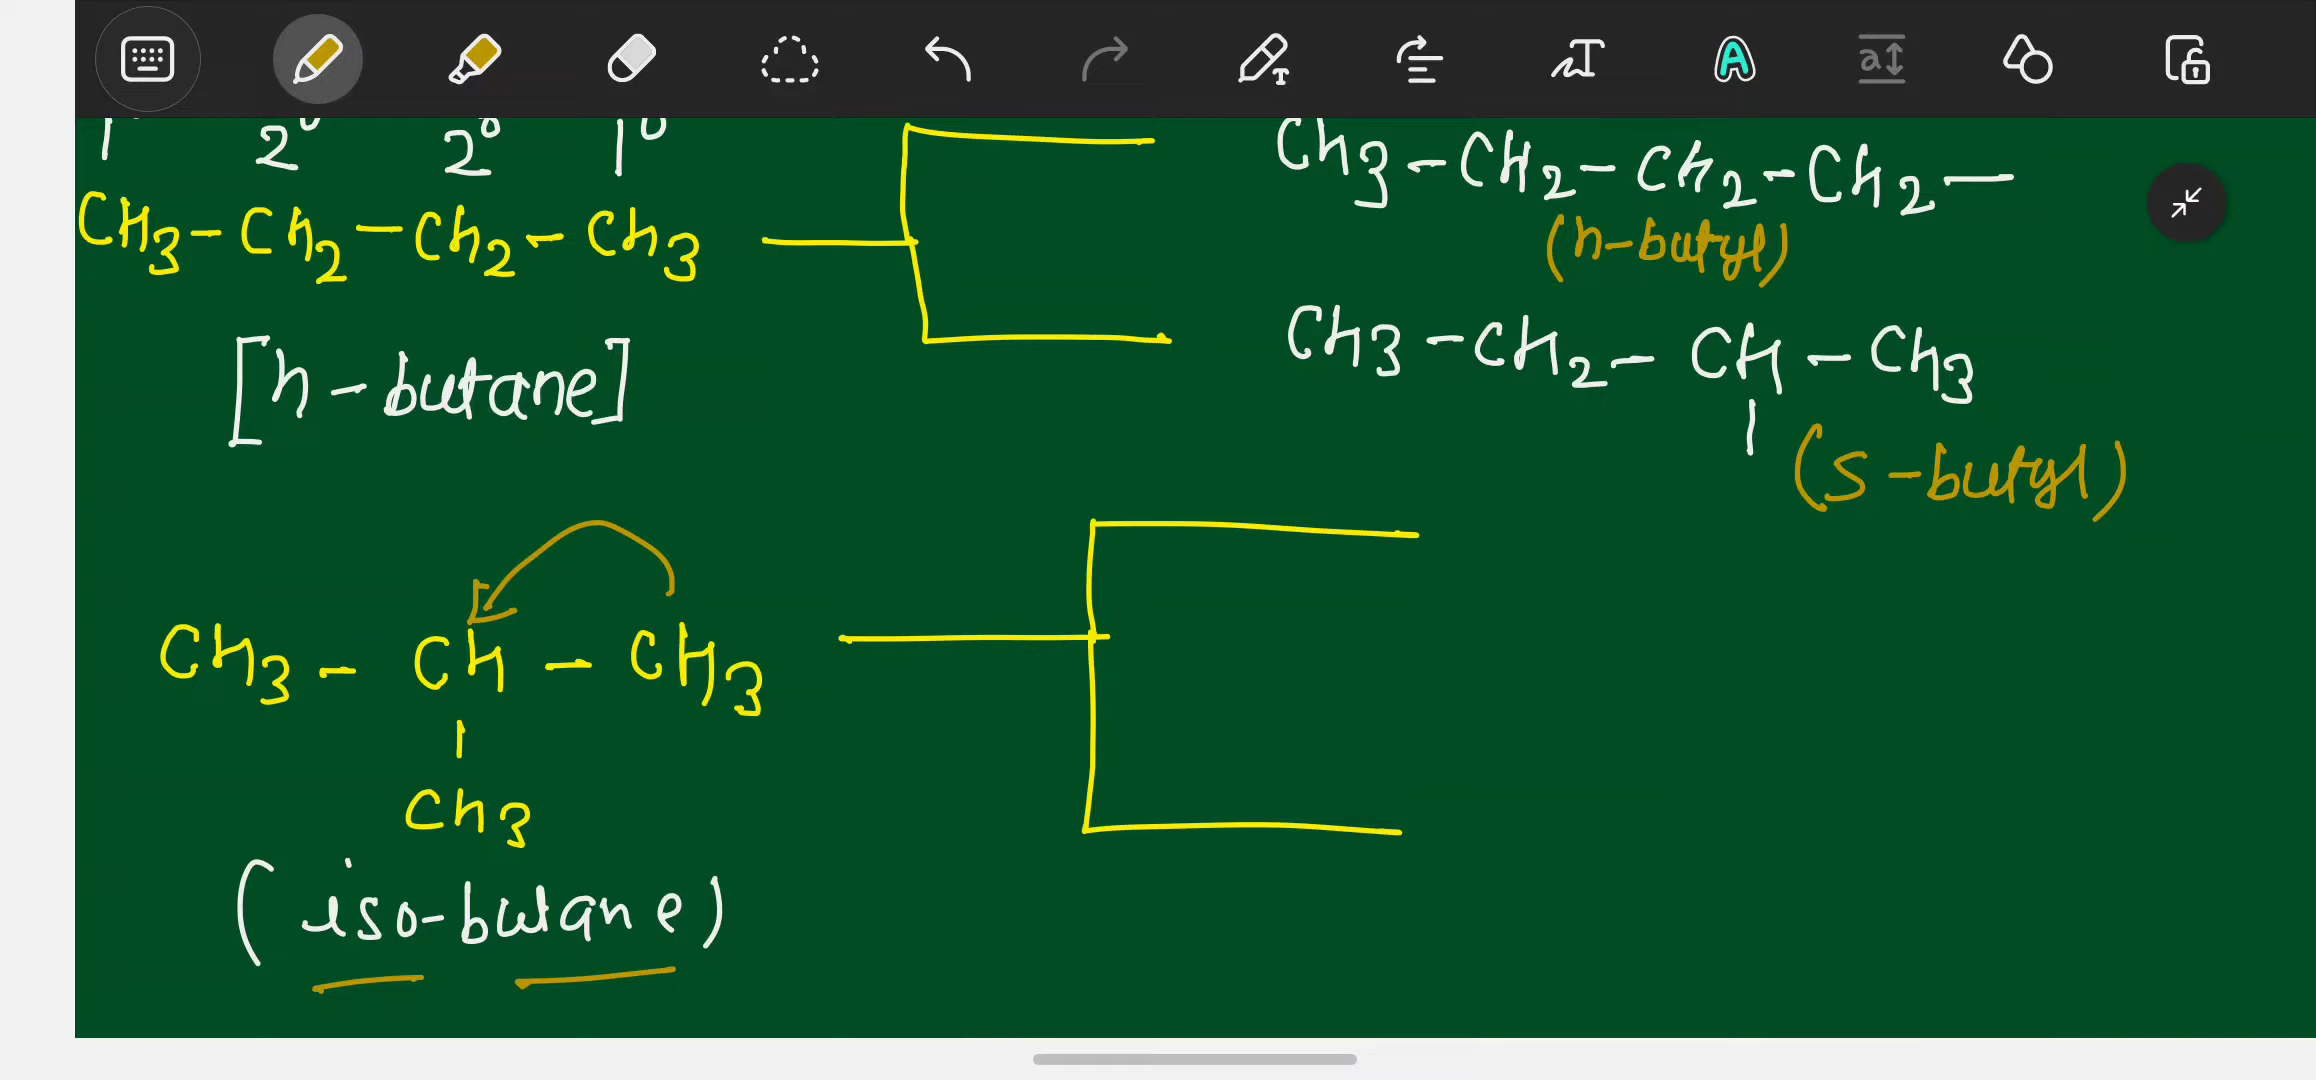 1° 2° 2° 1°
CH3-CH2-CH2-CH3
[n-butane]
CH3-CH2-CH2-CH2-
(n-butyl)
CH3-CH2-CH-CH3
|
(s-butyl)
CH3-CH-CH3
|
CH3
(iso-butane)